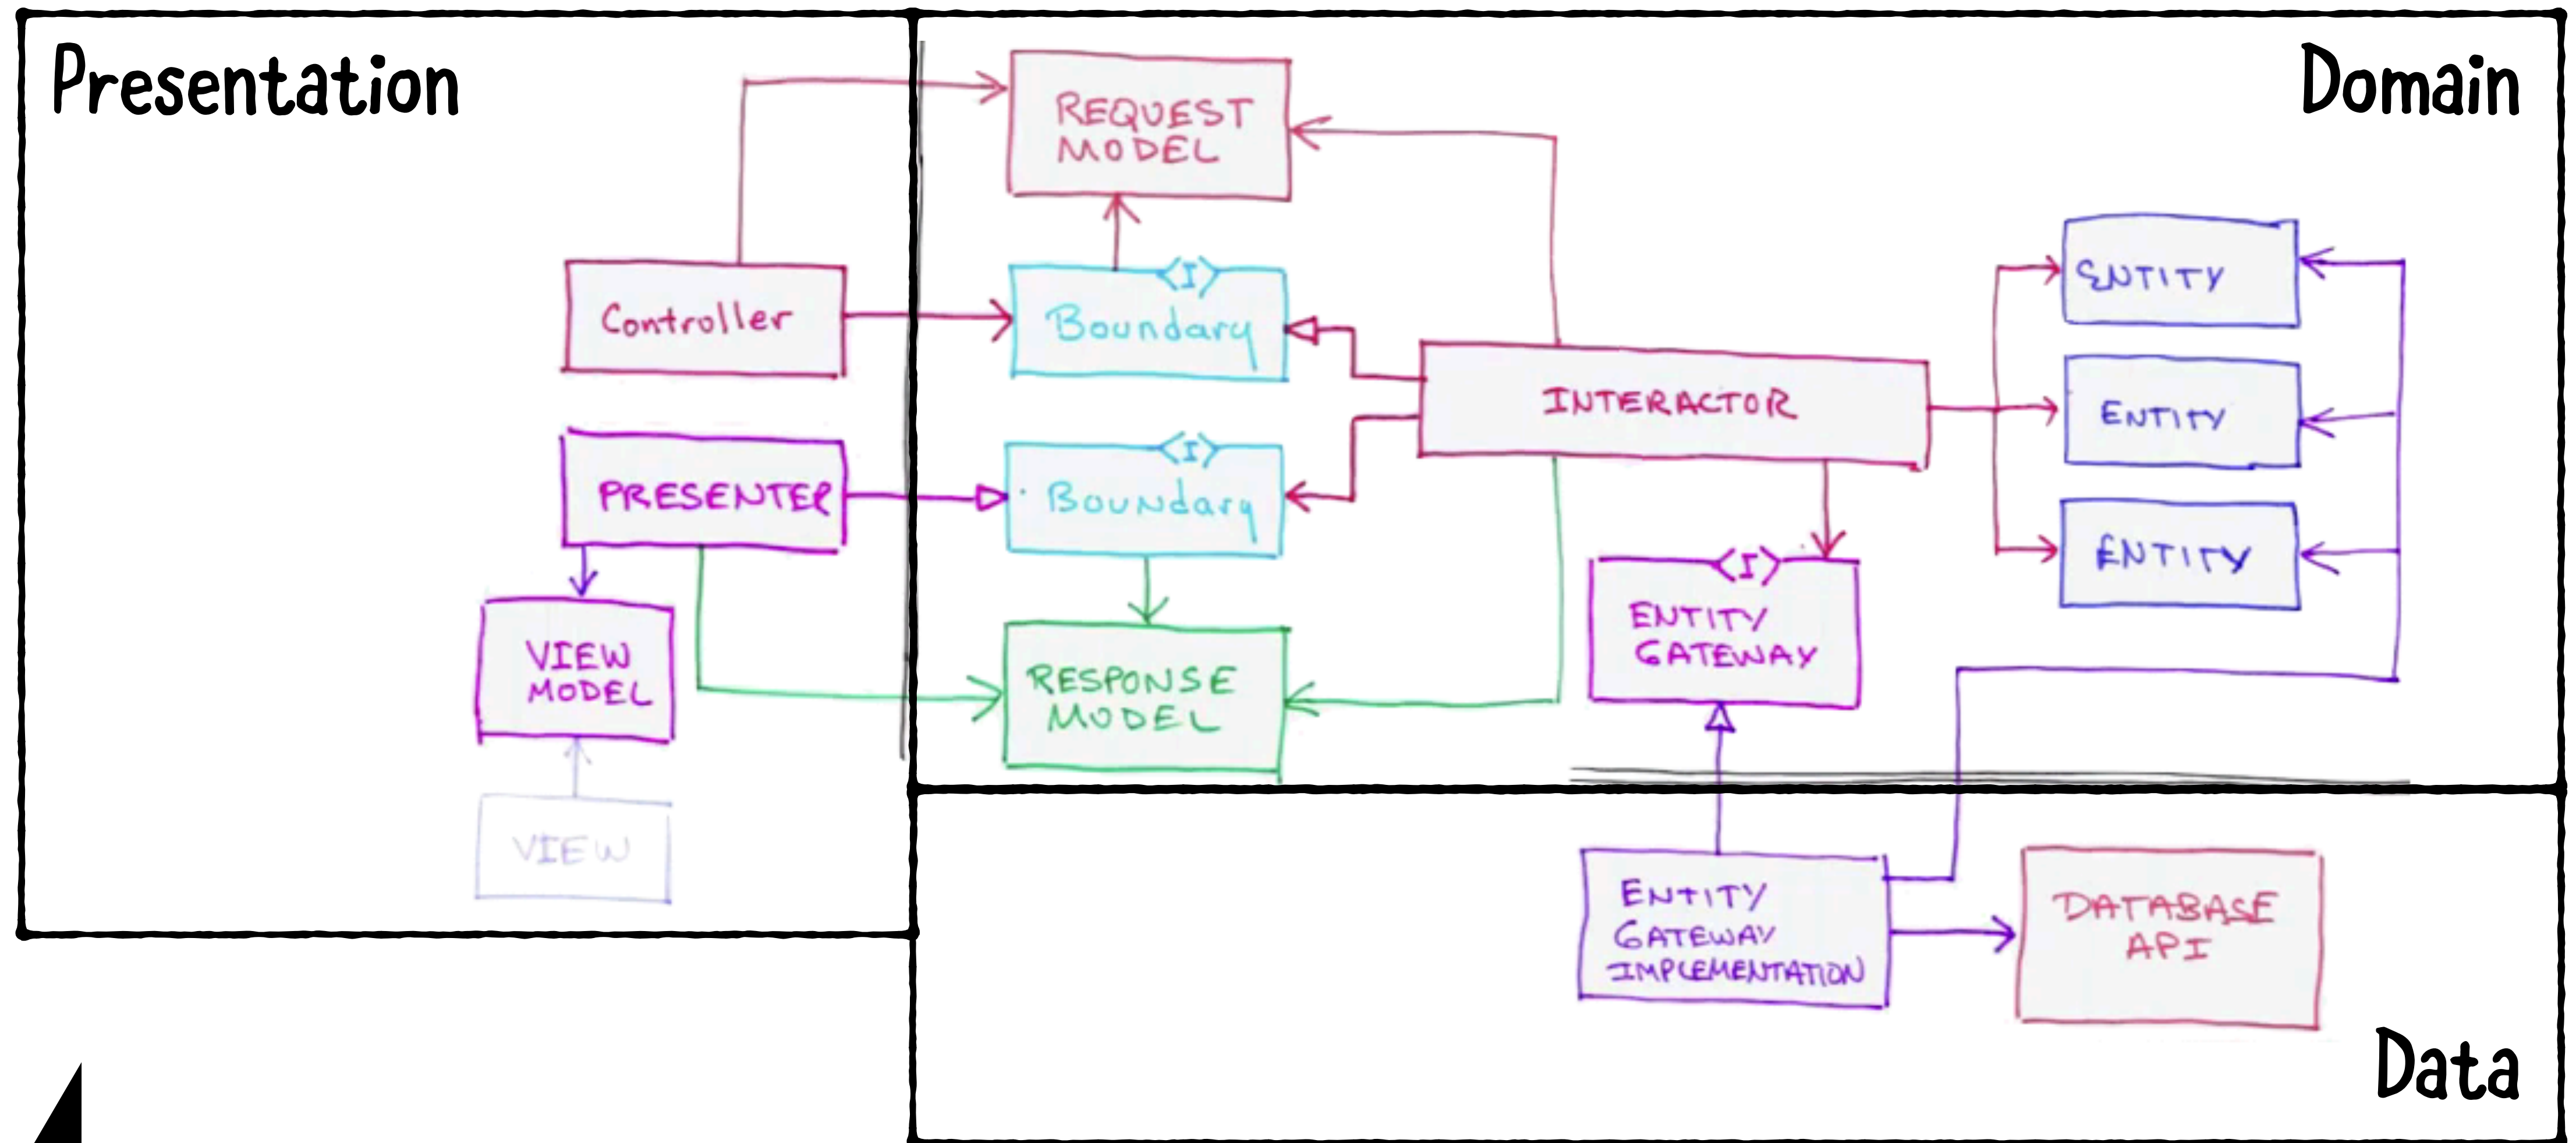 Presentation
Domain
REQUEST
MODEL
<I>
Controller
Boundary
ENTITY
INTERACTOR
ENTITY
<I>
PRESENTER
Boundary
ENTITY
<I>
ENTITY
GATEWAY
VIEW
MODEL
RESPONSE
MODEL
VIEW
ENTITY
GATEWAY
IMPLEMENTATION
DATABASE
API
Data